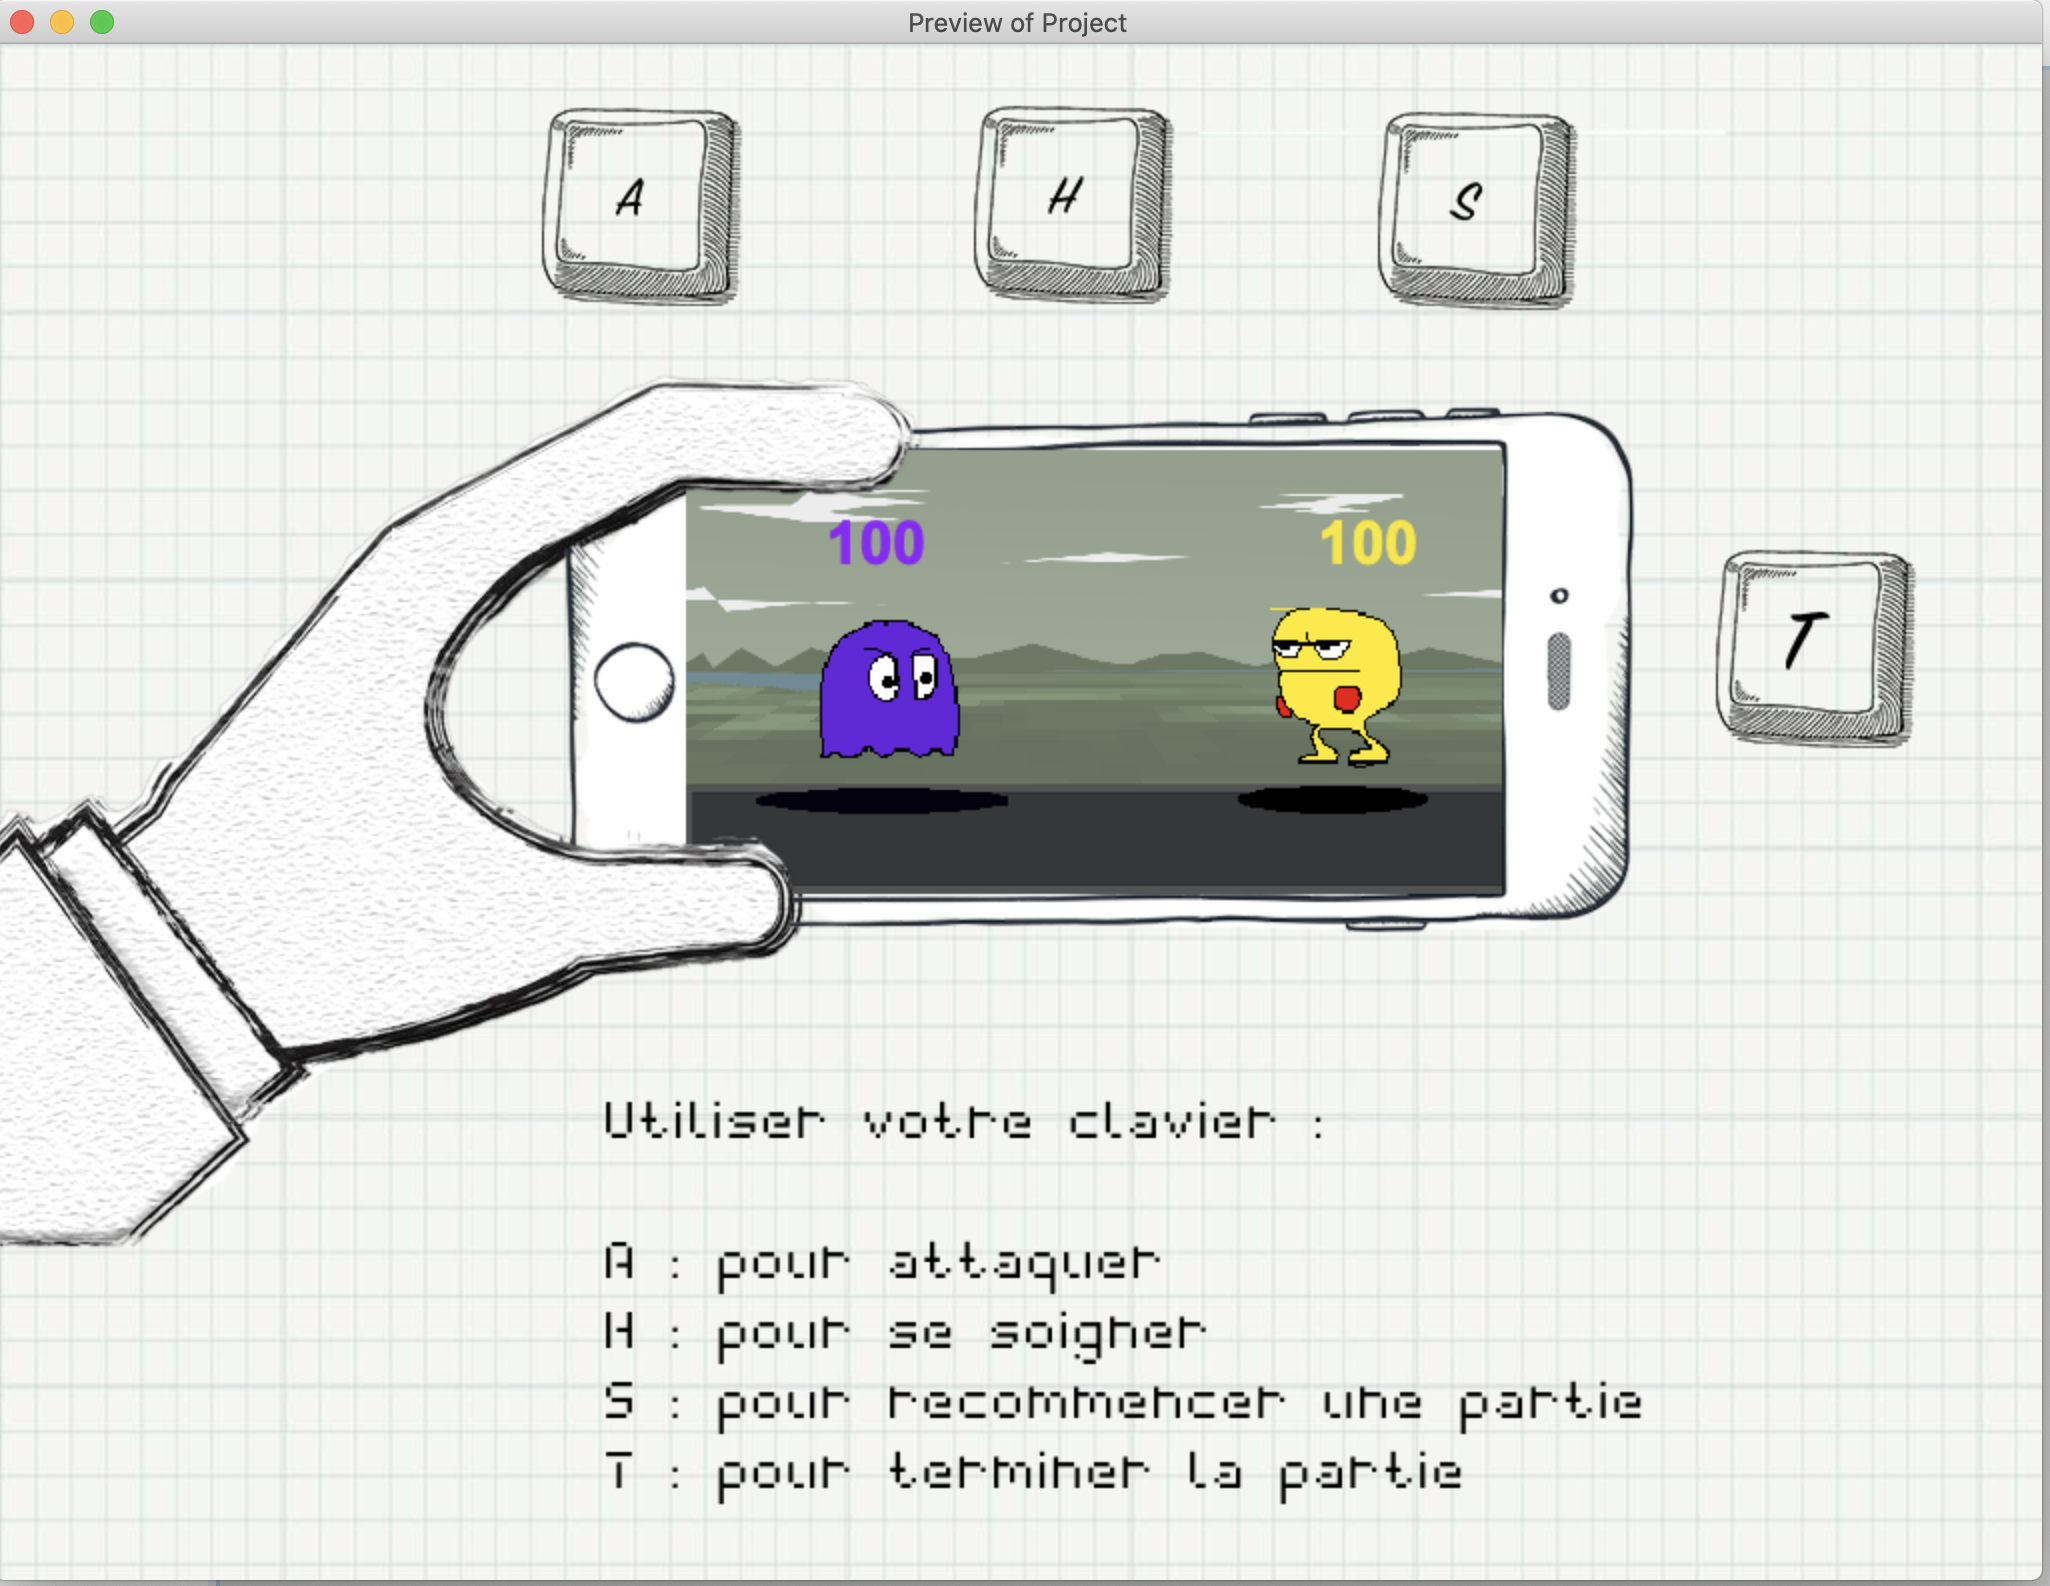 Preview of Project
A
H
S
100
100
T
Utiliser votre clavier :
A : pour attaquer
H : pour se soigner
S : pour recommencer une partie
T : pour terminer la partie